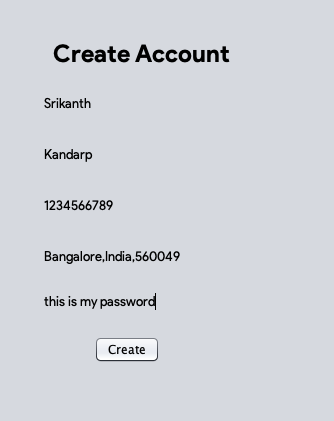 Create Account
Srikanth
Kandarp
1234566789
Bangalore,India,560049
this is my password
Create